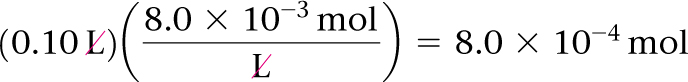 (0.10 L)(8.0 × 10⁻³ mol / L) = 8.0 × 10⁻⁴ mol